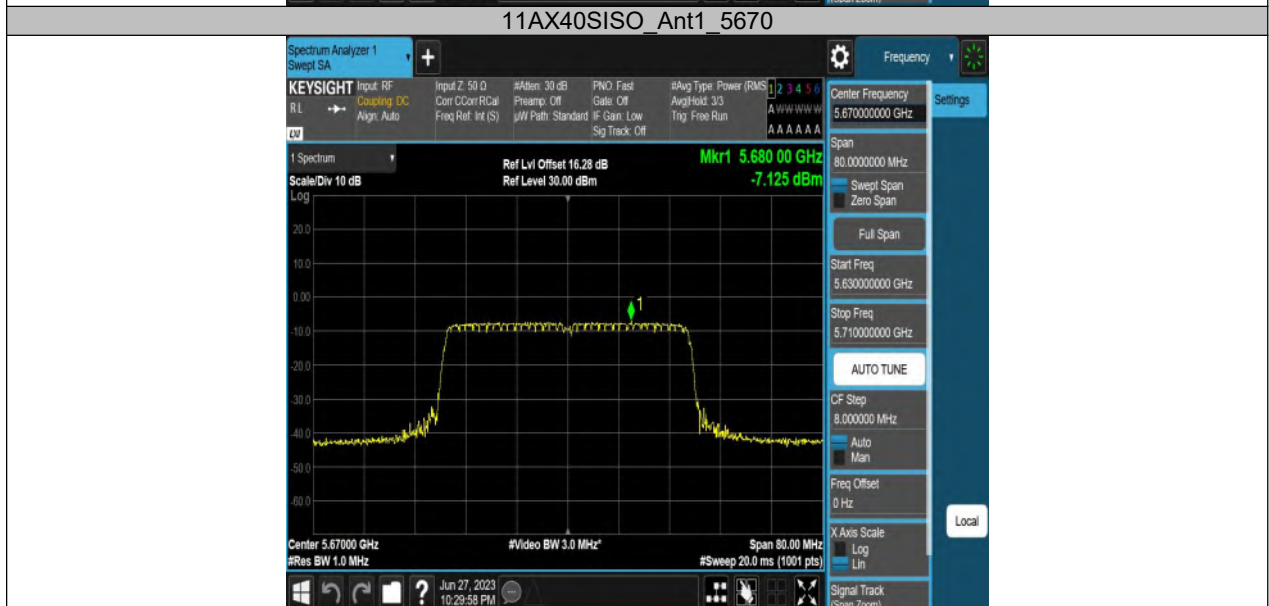 11AX40SISO_Ant1_5670
Spectrum Analyzer 1
Swept SA
+
Frequency
KEYSIGHT
RL
LXI
Input: RF
Coupling: DC
Align: Auto
Input Z: 50 Ω
Corr CCorr RCal
Freq Ref: Int (S)
#Atten: 30 dB
Preamp: Off
µW Path: Standard
PNO: Fast
Gate: Off
IF Gain: Low
Sig Track: Off
#Avg Type: Power (RMS
Avg|Hold: 3/3
Trig: Free Run
1 2 3 4 5 6
A W W W W W
A A A A A A
1 Spectrum
Scale/Div 10 dB
Log
Ref Lvl Offset 16.28 dB
Ref Level 30.00 dBm
Mkr1 5.680 00 GHz
-7.125 dBm
20.0
10.0
0.00
-10.0
-20.0
-30.0
-40.0
-50.0
-60.0
1
Center 5.67000 GHz
#Res BW 1.0 MHz
#Video BW 3.0 MHz*
Span 80.00 MHz
#Sweep 20.0 ms (1001 pts)
Center Frequency
5.670000000 GHz
Settings
Span
80.0000000 MHz
Swept Span
Zero Span
Full Span
Start Freq
5.630000000 GHz
Stop Freq
5.710000000 GHz
AUTO TUNE
CF Step
8.000000 MHz
Auto
Man
Freq Offset
0 Hz
X Axis Scale
Log
Lin
Local
Signal Track
(Span Zoom)
?
Jun 27, 2023
10:29:58 PM